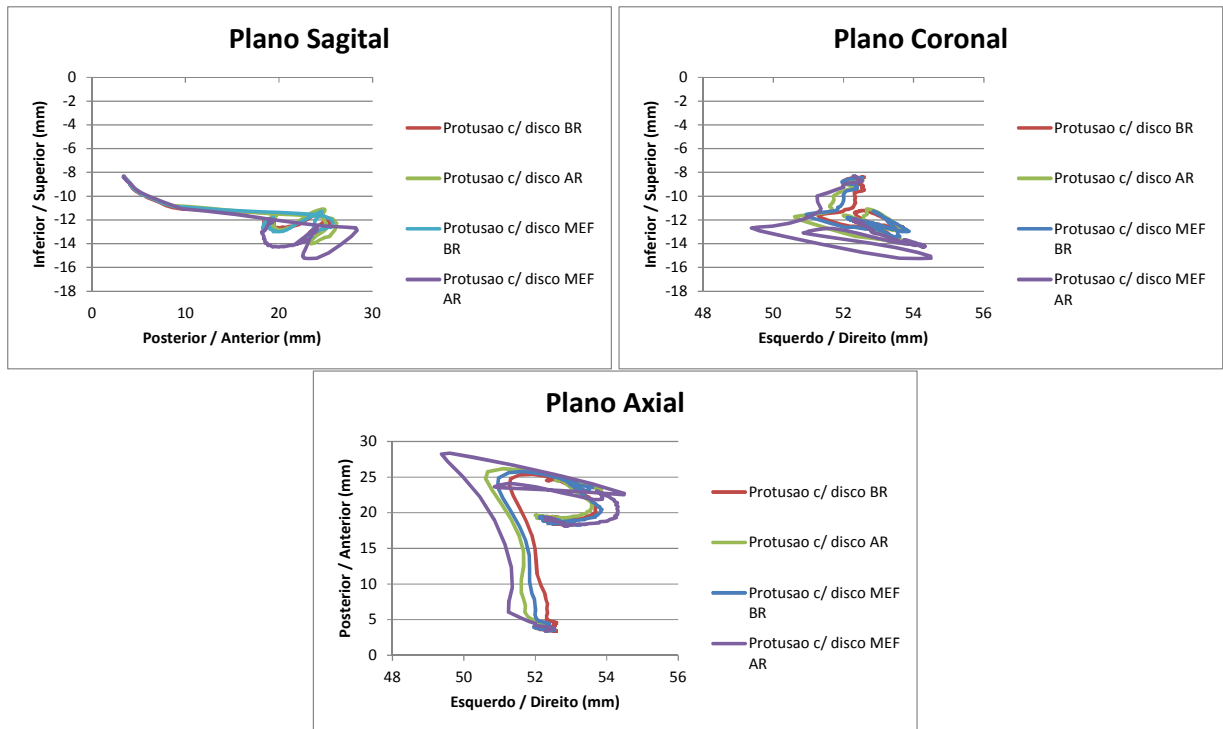 Plano Sagital
0
-2
-4
-6
-8
-10
-12
-14
-16
-18
0 10 20 30
Inferior / Superior (mm)
Posterior / Anterior (mm)
Protusao c/ disco BR
Protusao c/ disco AR
Protusao c/ disco MEF
BR
Protusao c/ disco MEF
AR
Plano Coronal
0
-2
-4
-6
-8
-10
-12
-14
-16
-18
48 50 52 54 56
Inferior / Superior (mm)
Esquerdo / Direito (mm)
Protusao c/ disco BR
Protusao c/ disco AR
Protusao c/ disco MEF
BR
Protusao c/ disco MEF
AR
Plano Axial
30
25
20
15
10
5
0
48 50 52 54 56
Posterior / Anterior (mm)
Esquerdo / Direito (mm)
Protusao c/ disco BR
Protusao c/ disco AR
Protusao c/ disco MEF
BR
Protusao c/ disco MEF
AR